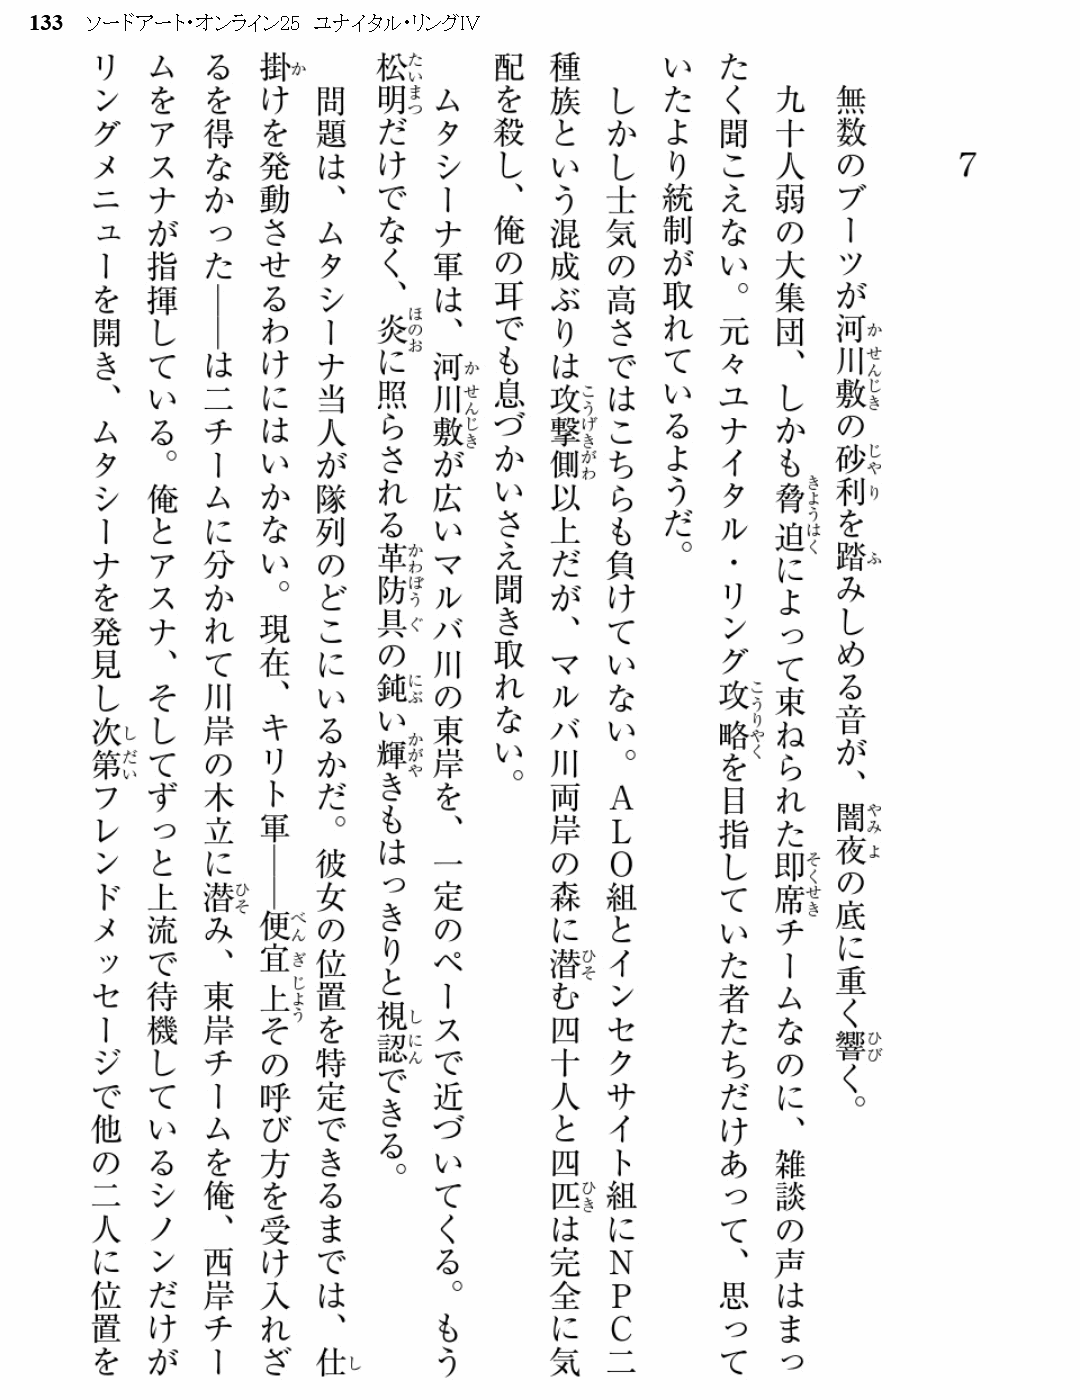 133 ソードアート・オンライン25 ユナイタル・リングⅣ
7
無数のブーツが河川敷の砂利を踏みしめる音が、闇夜の底に重く響く。
九十人弱の大集団、しかも脅迫によって束ねられた即席チームなのに、雑談の声はまっ
たく聞こえない。元々ユナイタル・リング攻略を目指していた者たちだけあって、思って
いたより統制が取れているようだ。
しかし士気の高さではこちらも負けていない。ＡＬＯ組とインセクサイト組にＮＰＣ二
種族という混成ぶりは攻撃側以上だが、マルバ川両岸の森に潜む四十人と四匹は完全に気
配を殺し、俺の耳でも息づかいさえ聞き取れない。
ムタシーナ軍は、河川敷が広いマルバ川の東岸を、一定のペースで近づいてくる。もう
松明だけでなく、炎に照らされる革防具の鈍い輝きもはっきりと視認できる。
問題は、ムタシーナ当人が隊列のどこにいるかだ。彼女の位置を特定できるまでは、仕
掛けを発動させるわけにはいかない。現在、キリト軍――便宜上その呼び方を受け入れざ
るを得なかった――は二チームに分かれて川岸の木立に潜み、東岸チームを俺、西岸チー
ムをアスナが指揮している。俺とアスナ、そしてずっと上流で待機しているシノンだけが
リングメニューを開き、ムタシーナを発見し次第フレンドメッセージで他の二人に位置を